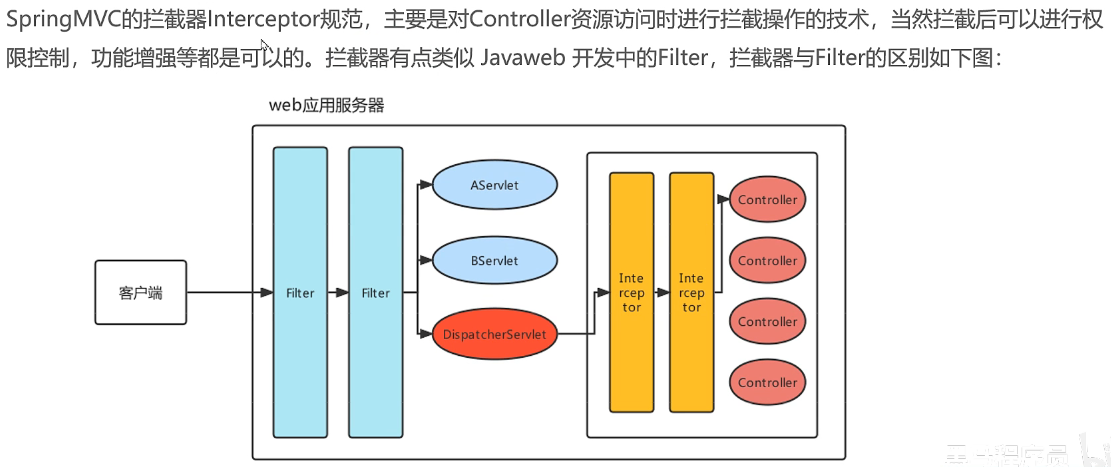 SpringMVC的拦截器Interceptor规范，主要是对Controller资源访问时进行拦截操作的技术，当然拦截后可以进行权
限控制，功能增强等都是可以的。拦截器有点类似 Javaweb 开发中的Filter，拦截器与Filter的区别如下图：
web应用服务器
客户端
Filter
Filter
AServlet
BServlet
DispatcherServlet
Inte
rcep
tor
Inte
rcep
tor
Controller
Controller
Controller
Controller